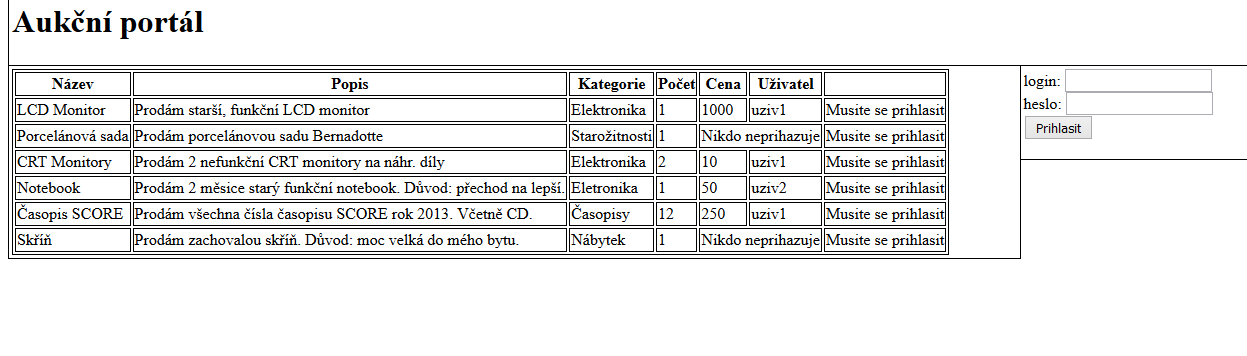 Aukční portál
Název Popis Kategorie Počet Cena Uživatel
LCD Monitor Prodám starší, funkční LCD monitor Elektronika 1 1000 uziv1 Musite se prihlasit
Porcelánová sada Prodám porcelánovou sadu Bernadotte Starožitnosti 1 Nikdo neprihazuje Musite se prihlasit
CRT Monitory Prodám 2 nefunkční CRT monitory na náhr. díly Elektronika 2 10 uziv1 Musite se prihlasit
Notebook Prodám 2 měsice starý funkční notebook. Důvod: přechod na lepší. Eletronika 1 50 uziv2 Musite se prihlasit
Časopis SCORE Prodám všechna čísla časopisu SCORE rok 2013. Včetně CD. Časopisy 12 250 uziv1 Musite se prihlasit
Skříň Prodám zachovalou skříň. Důvod: moc velká do mého bytu. Nábytek 1 Nikdo neprihazuje Musite se prihlasit
login:
heslo:
Prihlasit